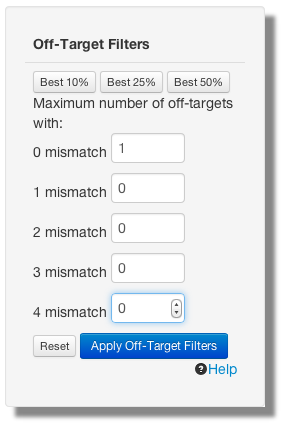 Off-Target Filters
Best 10% Best 25% Best 50%
Maximum number of off-targets
with:
0 mismatch 1
1 mismatch 0
2 mismatch 0
3 mismatch 0
4 mismatch 0
Reset Apply Off-Target Filters
?Help